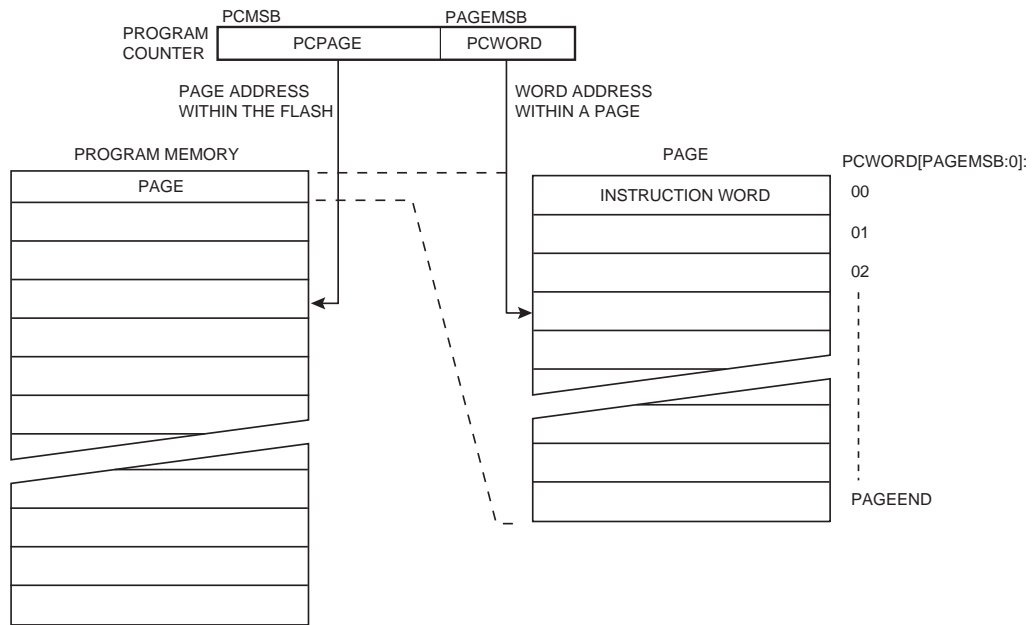 PCMSB
PAGEMSB
PROGRAM
COUNTER
PCPAGE
PCWORD
PAGE ADDRESS
WITHIN THE FLASH
WORD ADDRESS
WITHIN A PAGE
PROGRAM MEMORY
PAGE
PAGE
PCWORD[PAGEMSB:0]:
INSTRUCTION WORD
00
01
02
PAGEEND